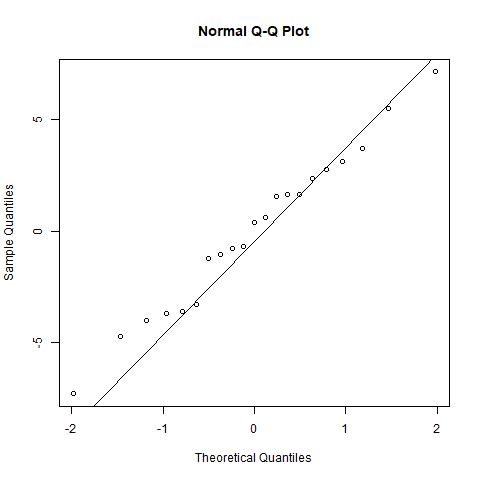 Normal Q-Q Plot
5
0
-5
Sample Quantiles
-2 -1 0 1 2
Theoretical Quantiles